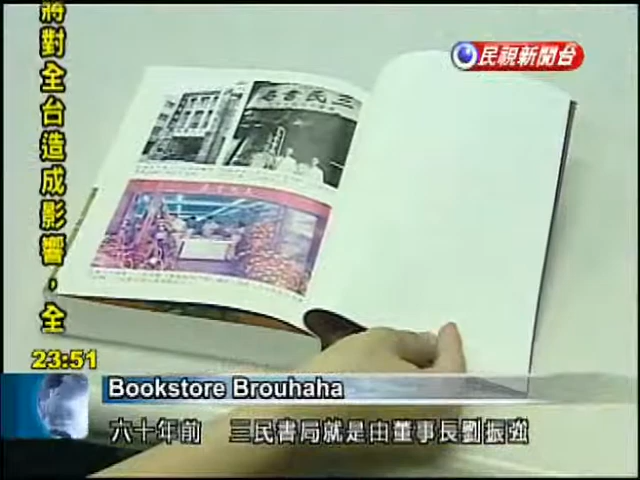 將對全台造成影響，全
民視新聞台
三民書局
23:51
Bookstore Brouhaha
六十年前 三民書局就是由董事長劉振強